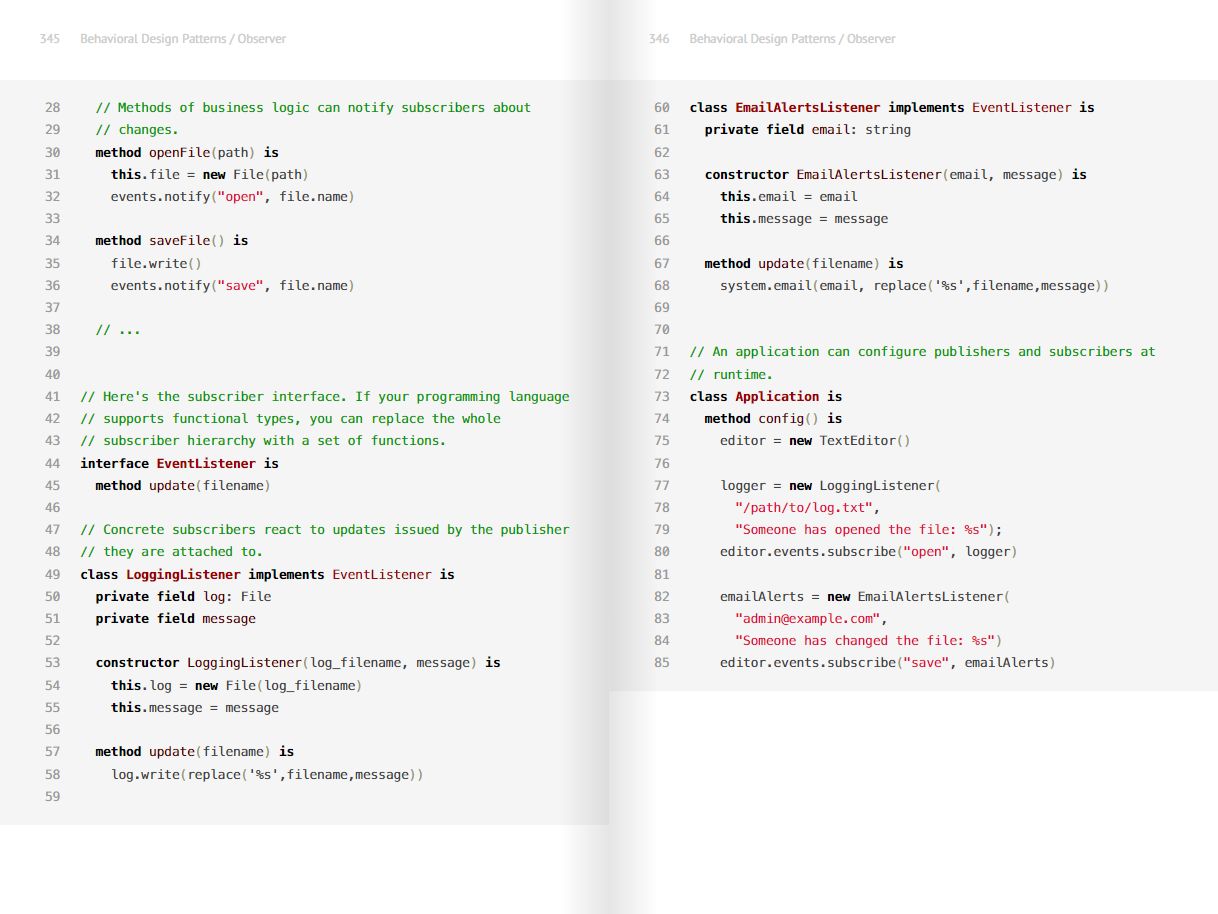 345 Behavioral Design Patterns / Observer
28 // Methods of business logic can notify subscribers about
29 // changes.
30 method openFile(path) is
31 this.file = new File(path)
32 events.notify("open", file.name)
33
34 method saveFile() is
35 file.write()
36 events.notify("save", file.name)
37
38 // ...
39
40
41 // Here's the subscriber interface. If your programming language
42 // supports functional types, you can replace the whole
43 // subscriber hierarchy with a set of functions.
44 interface EventListener is
45 method update(filename)
46
47 // Concrete subscribers react to updates issued by the publisher
48 // they are attached to.
49 class LoggingListener implements EventListener is
50 private field log: File
51 private field message
52
53 constructor LoggingListener(log_filename, message) is
54 this.log = new File(log_filename)
55 this.message = message
56
57 method update(filename) is
58 log.write(replace('%s',filename,message))
59
346 Behavioral Design Patterns / Observer
60 class EmailAlertsListener implements EventListener is
61 private field email: string
62
63 constructor EmailAlertsListener(email, message) is
64 this.email = email
65 this.message = message
66
67 method update(filename) is
68 system.email(email, replace('%s',filename,message))
69
70
71 // An application can configure publishers and subscribers at
72 // runtime.
73 class Application is
74 method config() is
75 editor = new TextEditor()
76
77 logger = new LoggingListener(
78 "/path/to/log.txt",
79 "Someone has opened the file: %s");
80 editor.events.subscribe("open", logger)
81
82 emailAlerts = new EmailAlertsListener(
83 "admin@example.com",
84 "Someone has changed the file: %s")
85 editor.events.subscribe("save", emailAlerts)